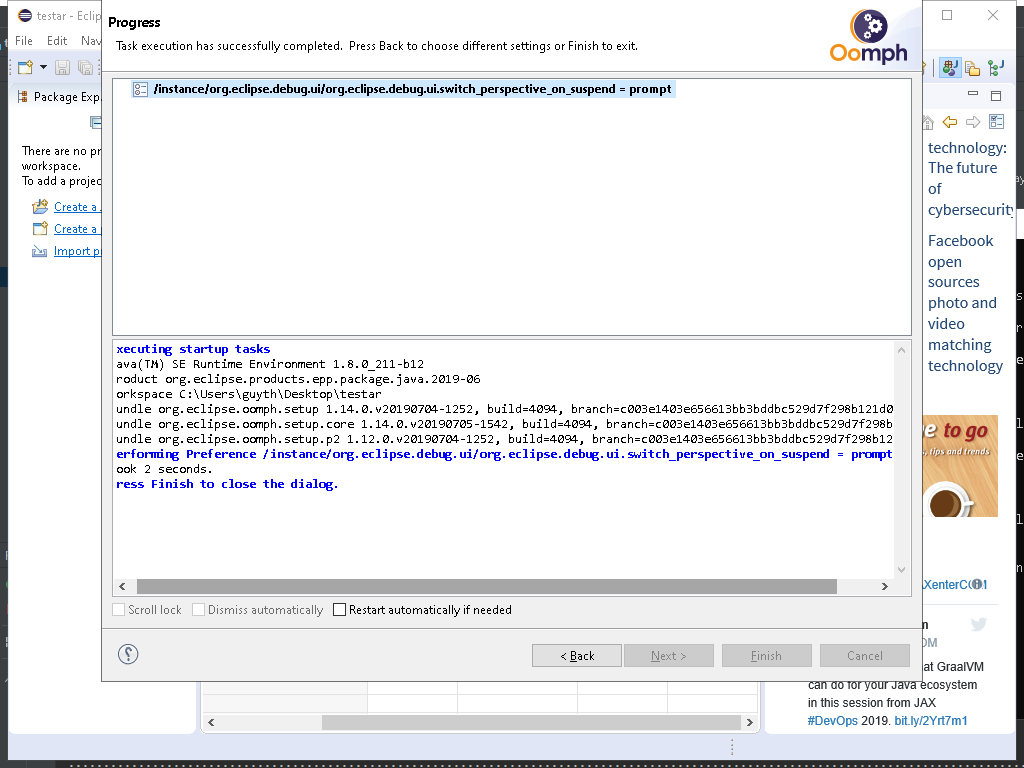 testar - Eclip
File Edit Nav
Package Exp
There are no pr
workspace.
To add a projec
Create a
Create a
Import p
Progress
Task execution has successfully completed. Press Back to choose different settings or Finish to exit.
Oomph
/instance/org.eclipse.debug.ui/org.eclipse.debug.ui.switch_perspective_on_suspend = prompt
xecuting startup tasks
ava(TM) SE Runtime Environment 1.8.0_211-b12
roduct org.eclipse.products.epp.package.java.2019-06
orkspace C:\Users\guyth\Desktop\testar
undle org.eclipse.oomph.setup 1.14.0.v20190704-1252, build=4094, branch=c003e1403e656613bb3bddbc529d7f298b121d0
undle org.eclipse.oomph.setup.core 1.14.0.v20190705-1542, build=4094, branch=c003e1403e656613bb3bddbc529d7f298b
undle org.eclipse.oomph.setup.p2 1.12.0.v20190704-1252, build=4094, branch=c003e1403e656613bb3bddbc529d7f298b12
erforming Preference /instance/org.eclipse.debug.ui/org.eclipse.debug.ui.switch_perspective_on_suspend = prompt
ook 2 seconds.
ress Finish to close the dialog.
Scroll lock Dismiss automatically Restart automatically if needed
< Back Next > Finish Cancel
technology:
The future
of
cybersecurity
Facebook
open
sources
photo and
video
matching
technology
e to go
, tips and trends
AXenterCOM
m
OM
at GraalVM
can do for your Java ecosystem
in this session from JAX
#DevOps 2019. bit.ly/2Yrt7m1